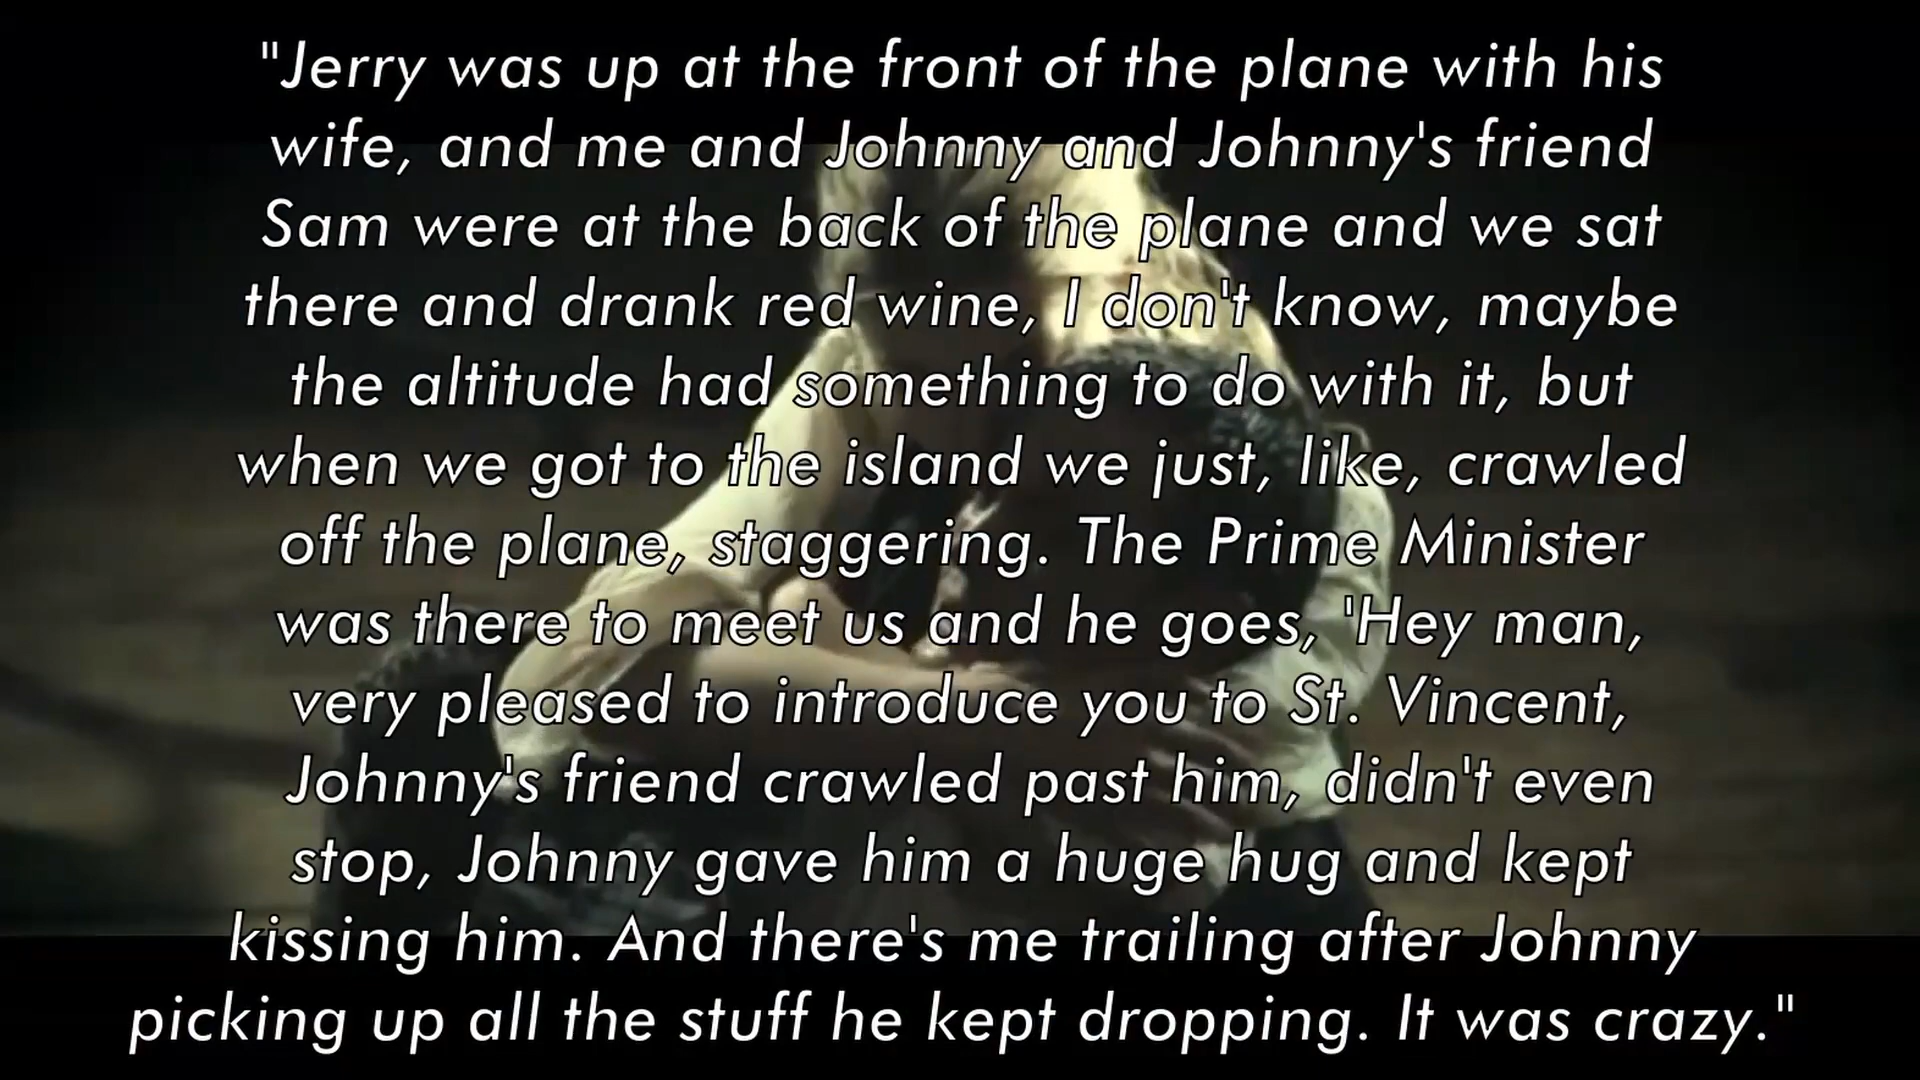 "Jerry was up at the front of the plane with his
wife, and me and Johnny and Johnny's friend
Sam were at the back of the plane and we sat
there and drank red wine, I don't know, maybe
the altitude had something to do with it, but
when we got to the island we just, like, crawled
off the plane, staggering. The Prime Minister
was there to meet us and he goes, 'Hey man,
very pleased to introduce you to St. Vincent,
Johnny's friend crawled past him, didn't even
stop, Johnny gave him a huge hug and kept
kissing him. And there's me trailing after Johnny
picking up all the stuff he kept dropping. It was crazy."